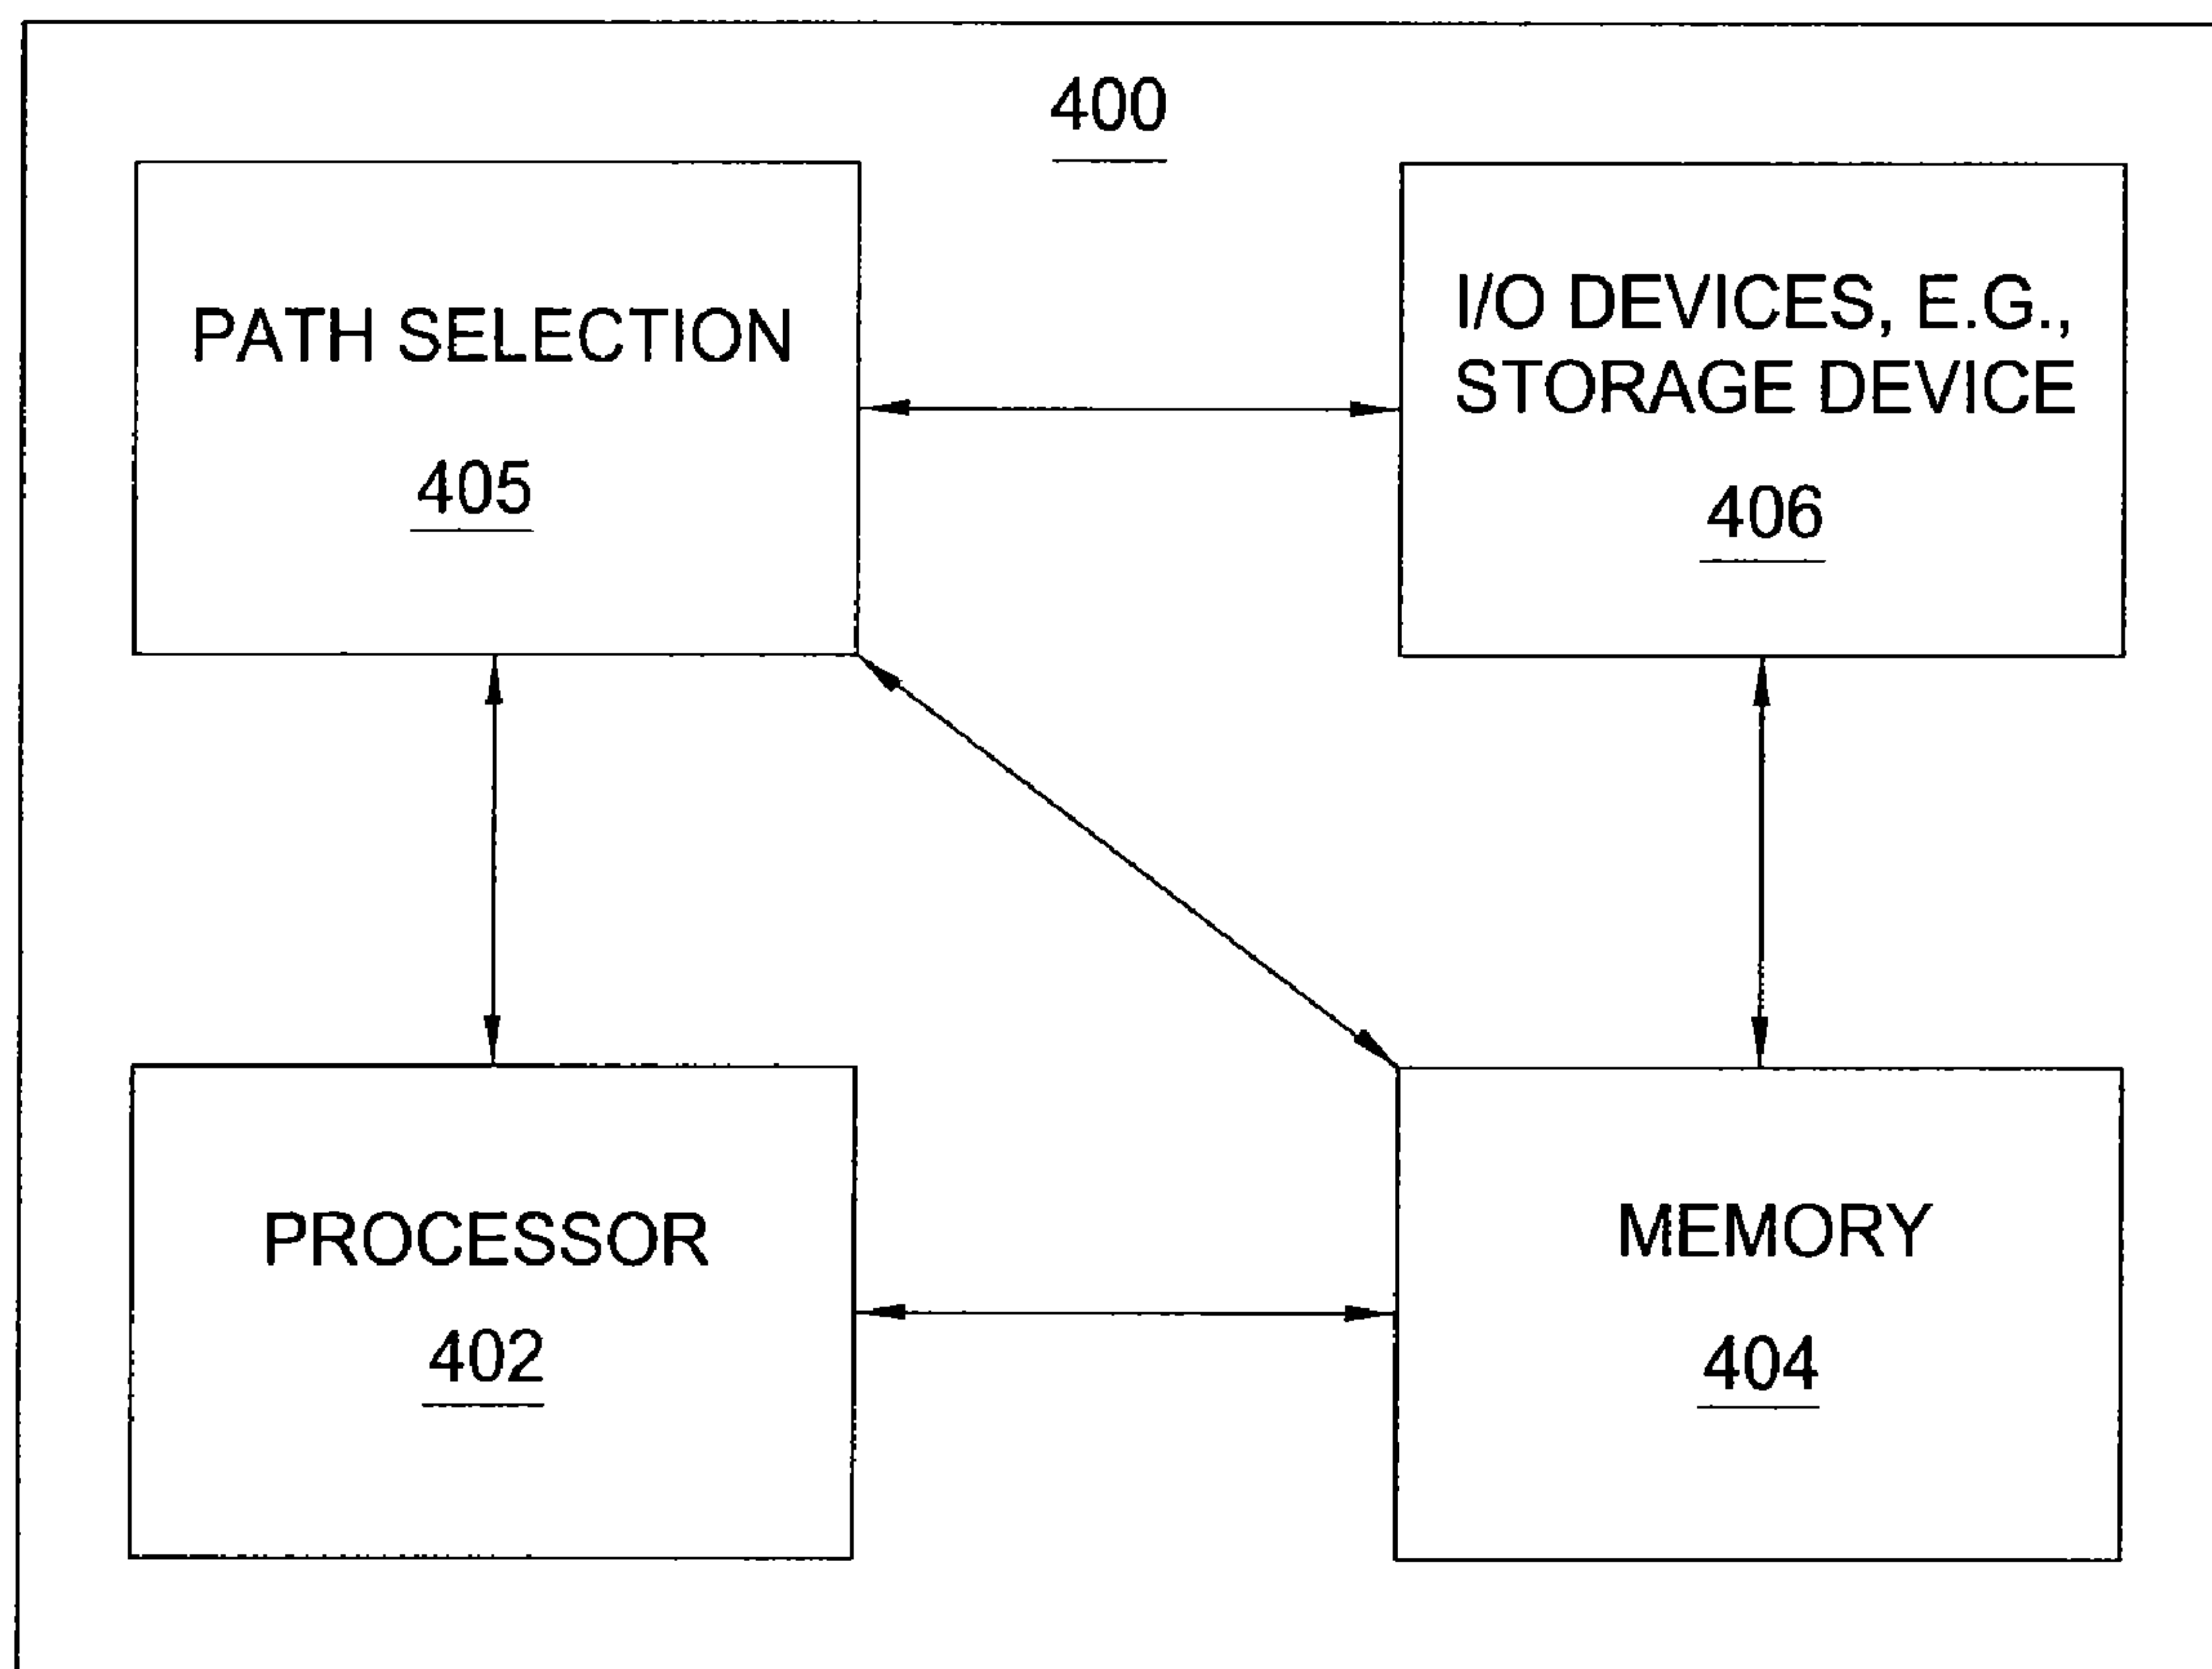 400
PATH SELECTION
405
I/O DEVICES, E.G.,
STORAGE DEVICE
406
PROCESSOR
402
MEMORY
404